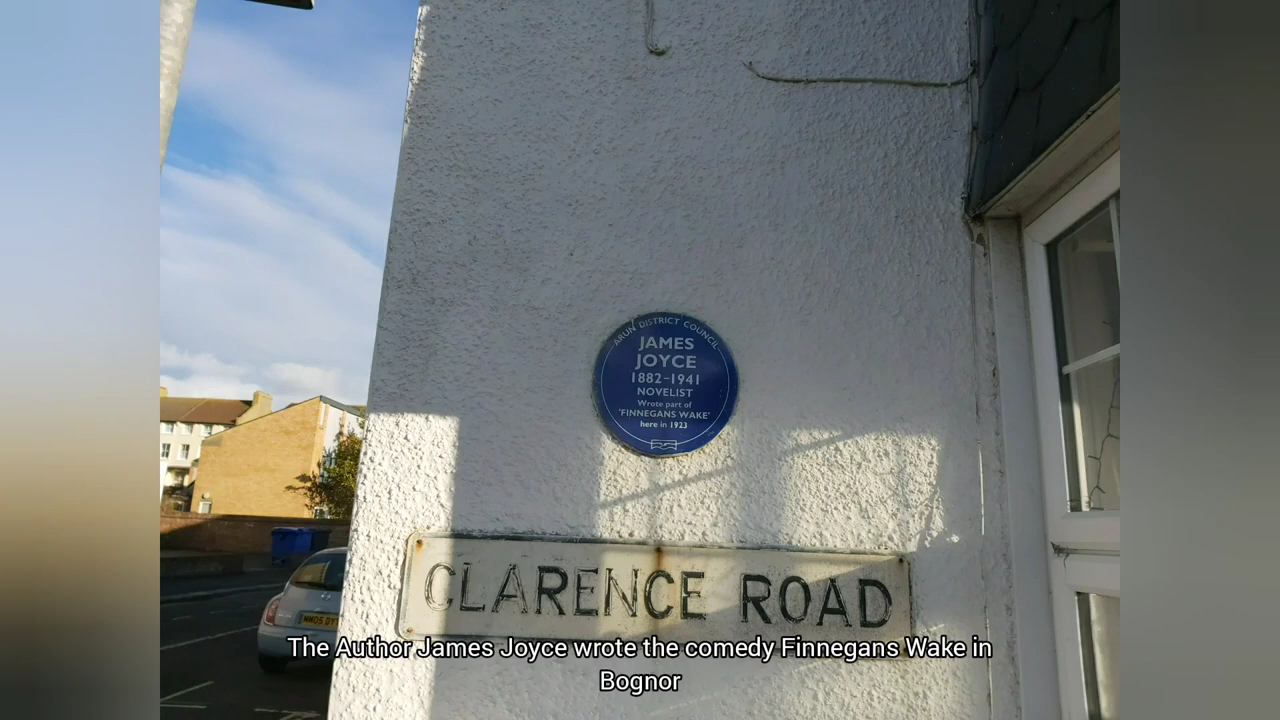 ARUN DISTRICT COUNCIL
JAMES
JOYCE
1882-1941
NOVELIST
Wrote part of
'FINNEGANS WAKE'
here in 1923
CLARENCE ROAD
The Author James Joyce wrote the comedy Finnegans Wake in
Bognor